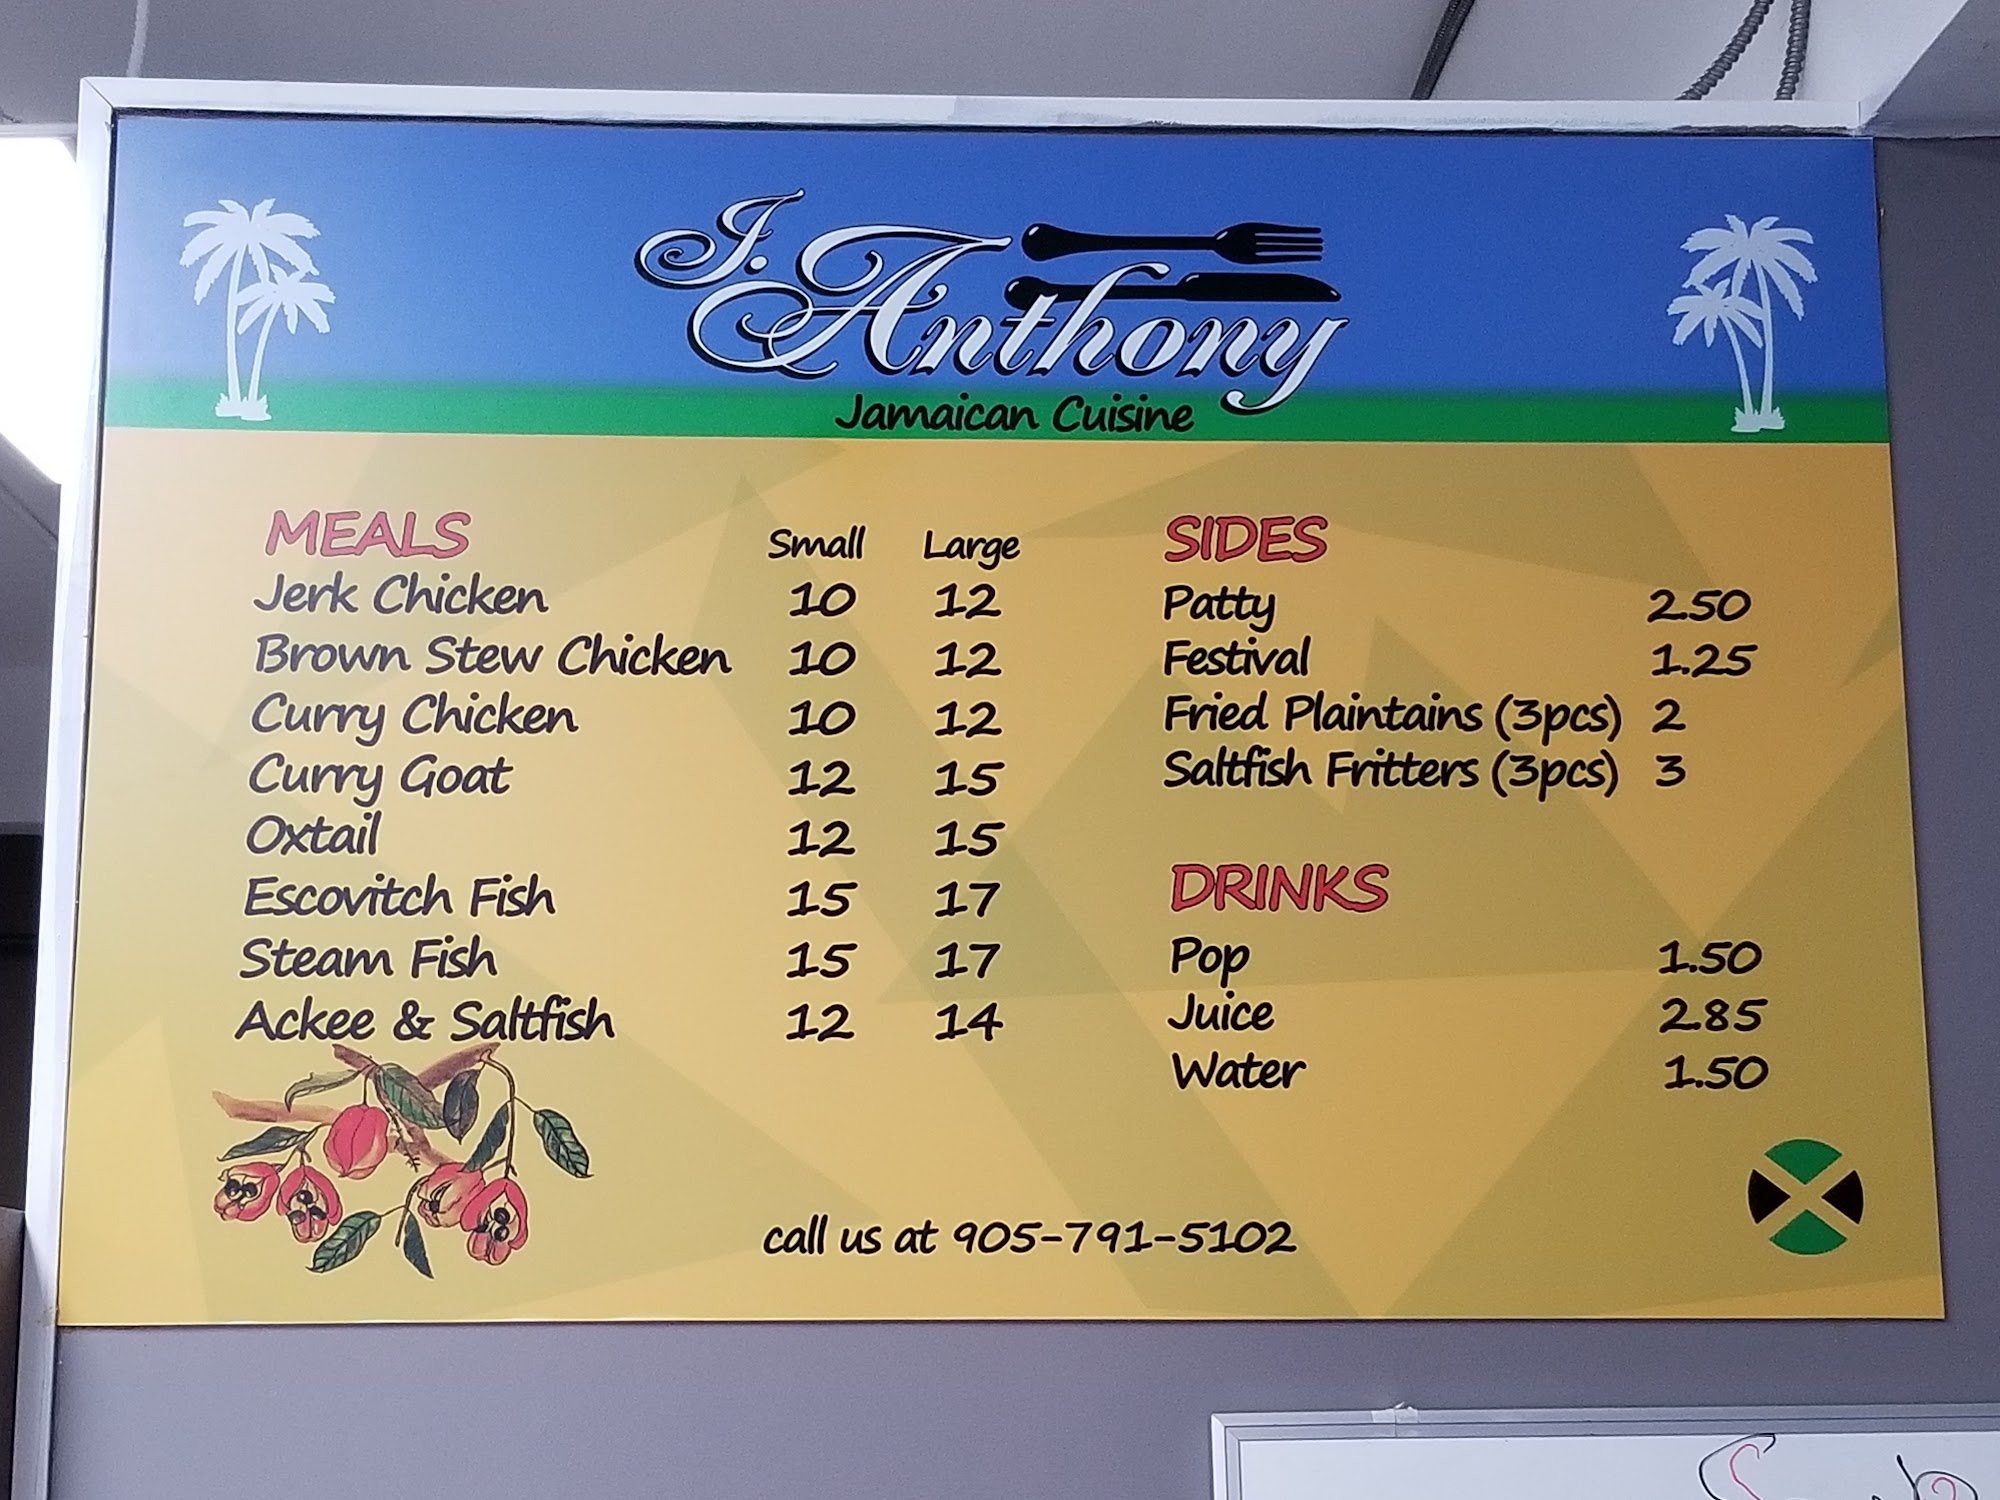 J. Anthony
Jamaican Cuisine
MEALS Small Large
Jerk Chicken 10 12
Brown Stew Chicken 10 12
Curry Chicken 10 12
Curry Goat 12 15
Oxtail 12 15
Escovitch Fish 15 17
Steam Fish 15 17
Ackee & Saltfish 12 14
SIDES
Patty 2.50
Festival 1.25
Fried Plaintains (3pcs) 2
Saltfish Fritters (3pcs) 3
DRINKS
Pop 1.50
Juice 2.85
Water 1.50
call us at 905-791-5102